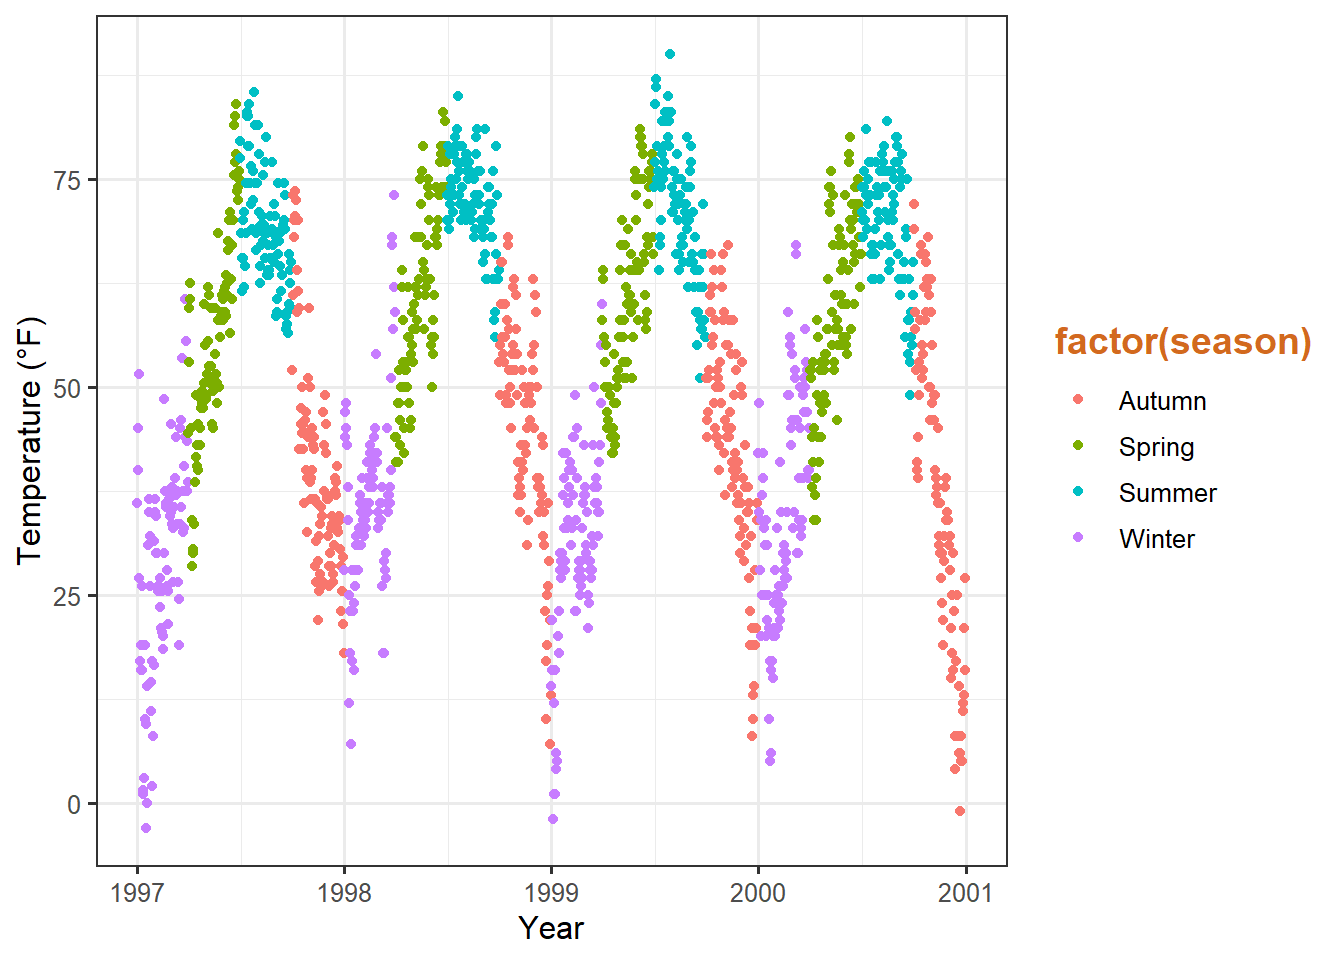 75
50
25
0
Temperature (°F)
1997 1998 1999 2000 2001
Year
factor(season)
Autumn
Spring
Summer
Winter